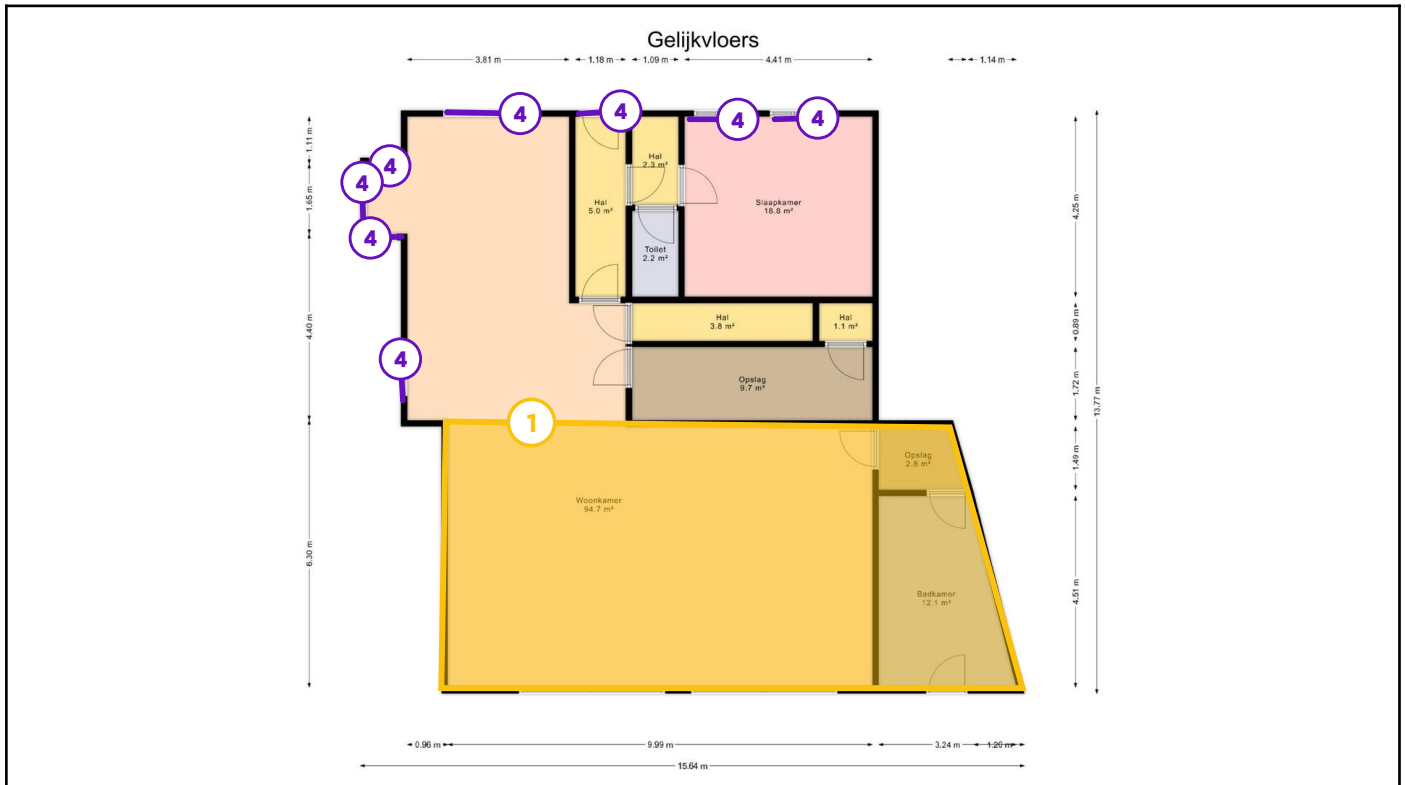 Gelijkvloers
3.81 m
1.18 m
1.09 m
4.41 m
1.14 m
4
4
4
4
4
4
4
4
1.11 m
1.65 m
4.40 m
6.30 m
Hal
2.3 m²
Hal
5.0 m²
Slaapkamer
18.8 m²
Toilet
2.2 m²
Hal
3.8 m²
Hal
1.1 m²
Opslag
9.7 m²
1
Opslag
2.8 m²
Woonkamer
94.7 m²
Badkamer
12.1 m²
4.25 m
0.89 m
1.72 m
1.49 m
4.51 m
13.77 m
0.96 m
9.99 m
3.24 m
1.20 m
15.64 m